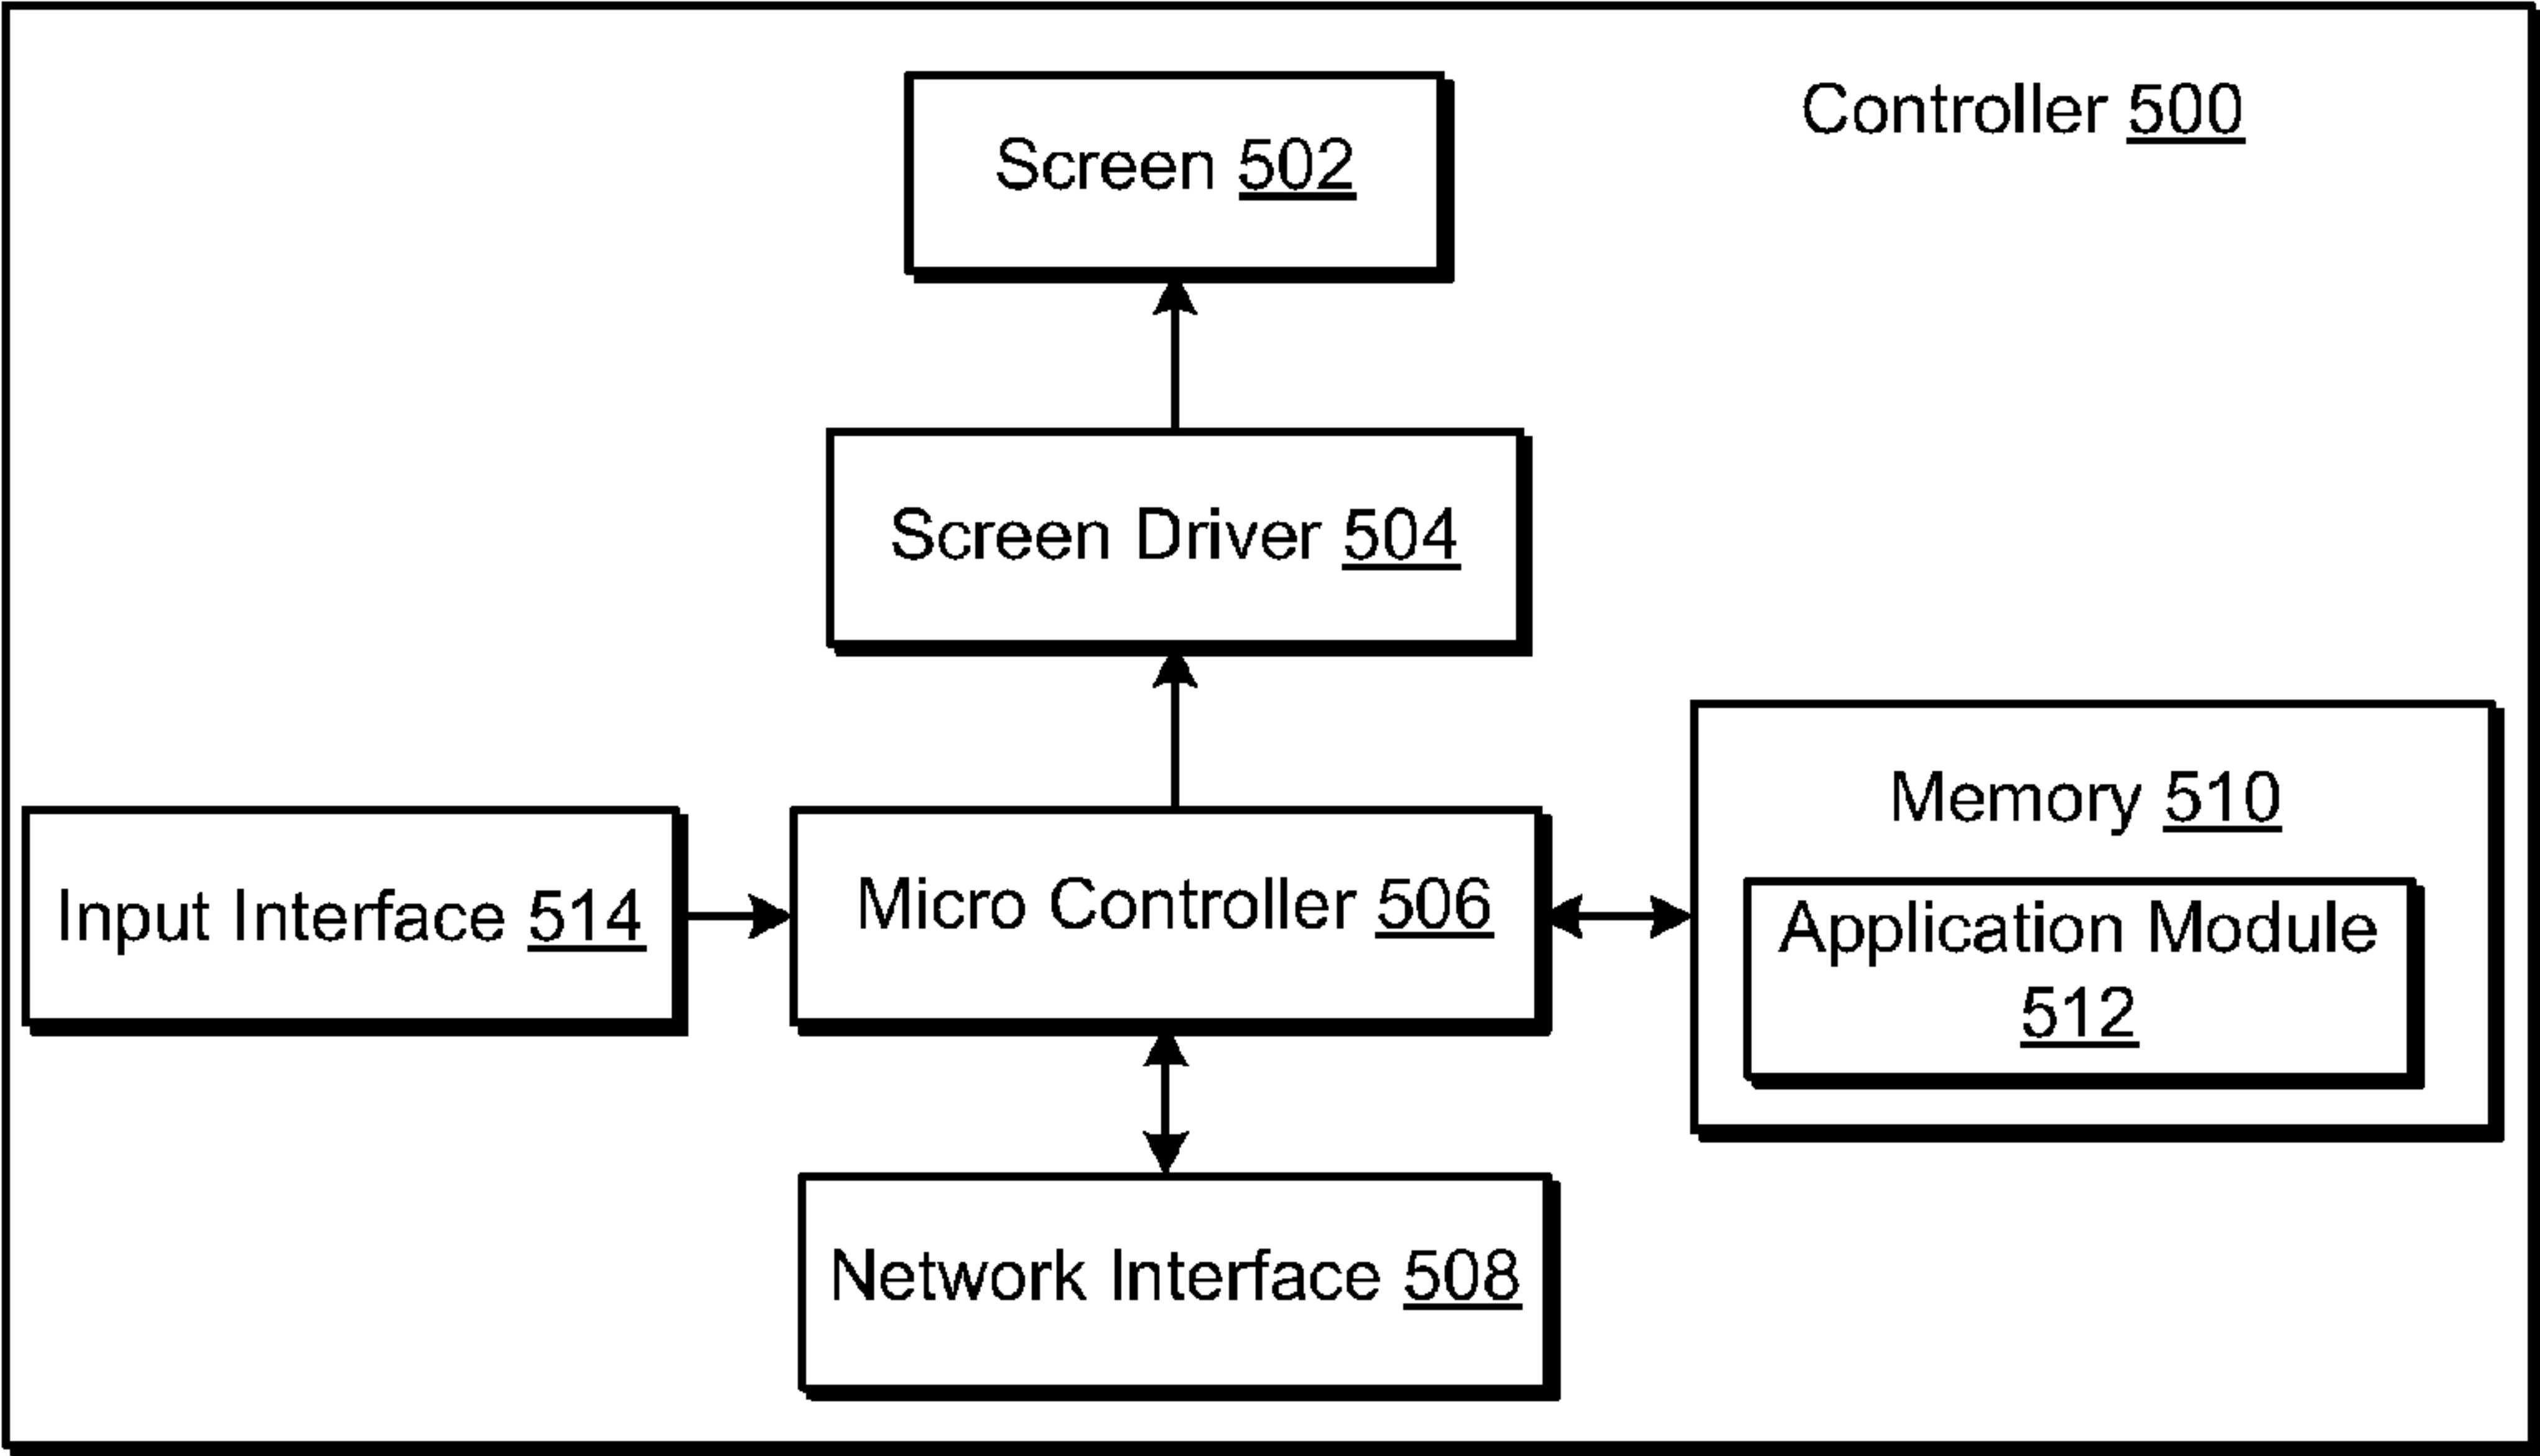 Controller 500
Screen 502
Screen Driver 504
Memory 510
Input Interface 514
Micro Controller 506
Application Module
512
Network Interface 508